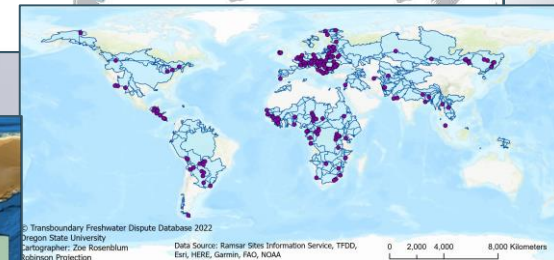 © Transboundary Freshwater Dispute Database 2022
Oregon State University
Cartographer: Zoe Rosenblum
Robinson Projection
Data Source: Ramsar Sites Information Service, TFDD,
Esri, HERE, Garmin, FAO, NOAA
0 2,000 4,000 8,000 Kilometers